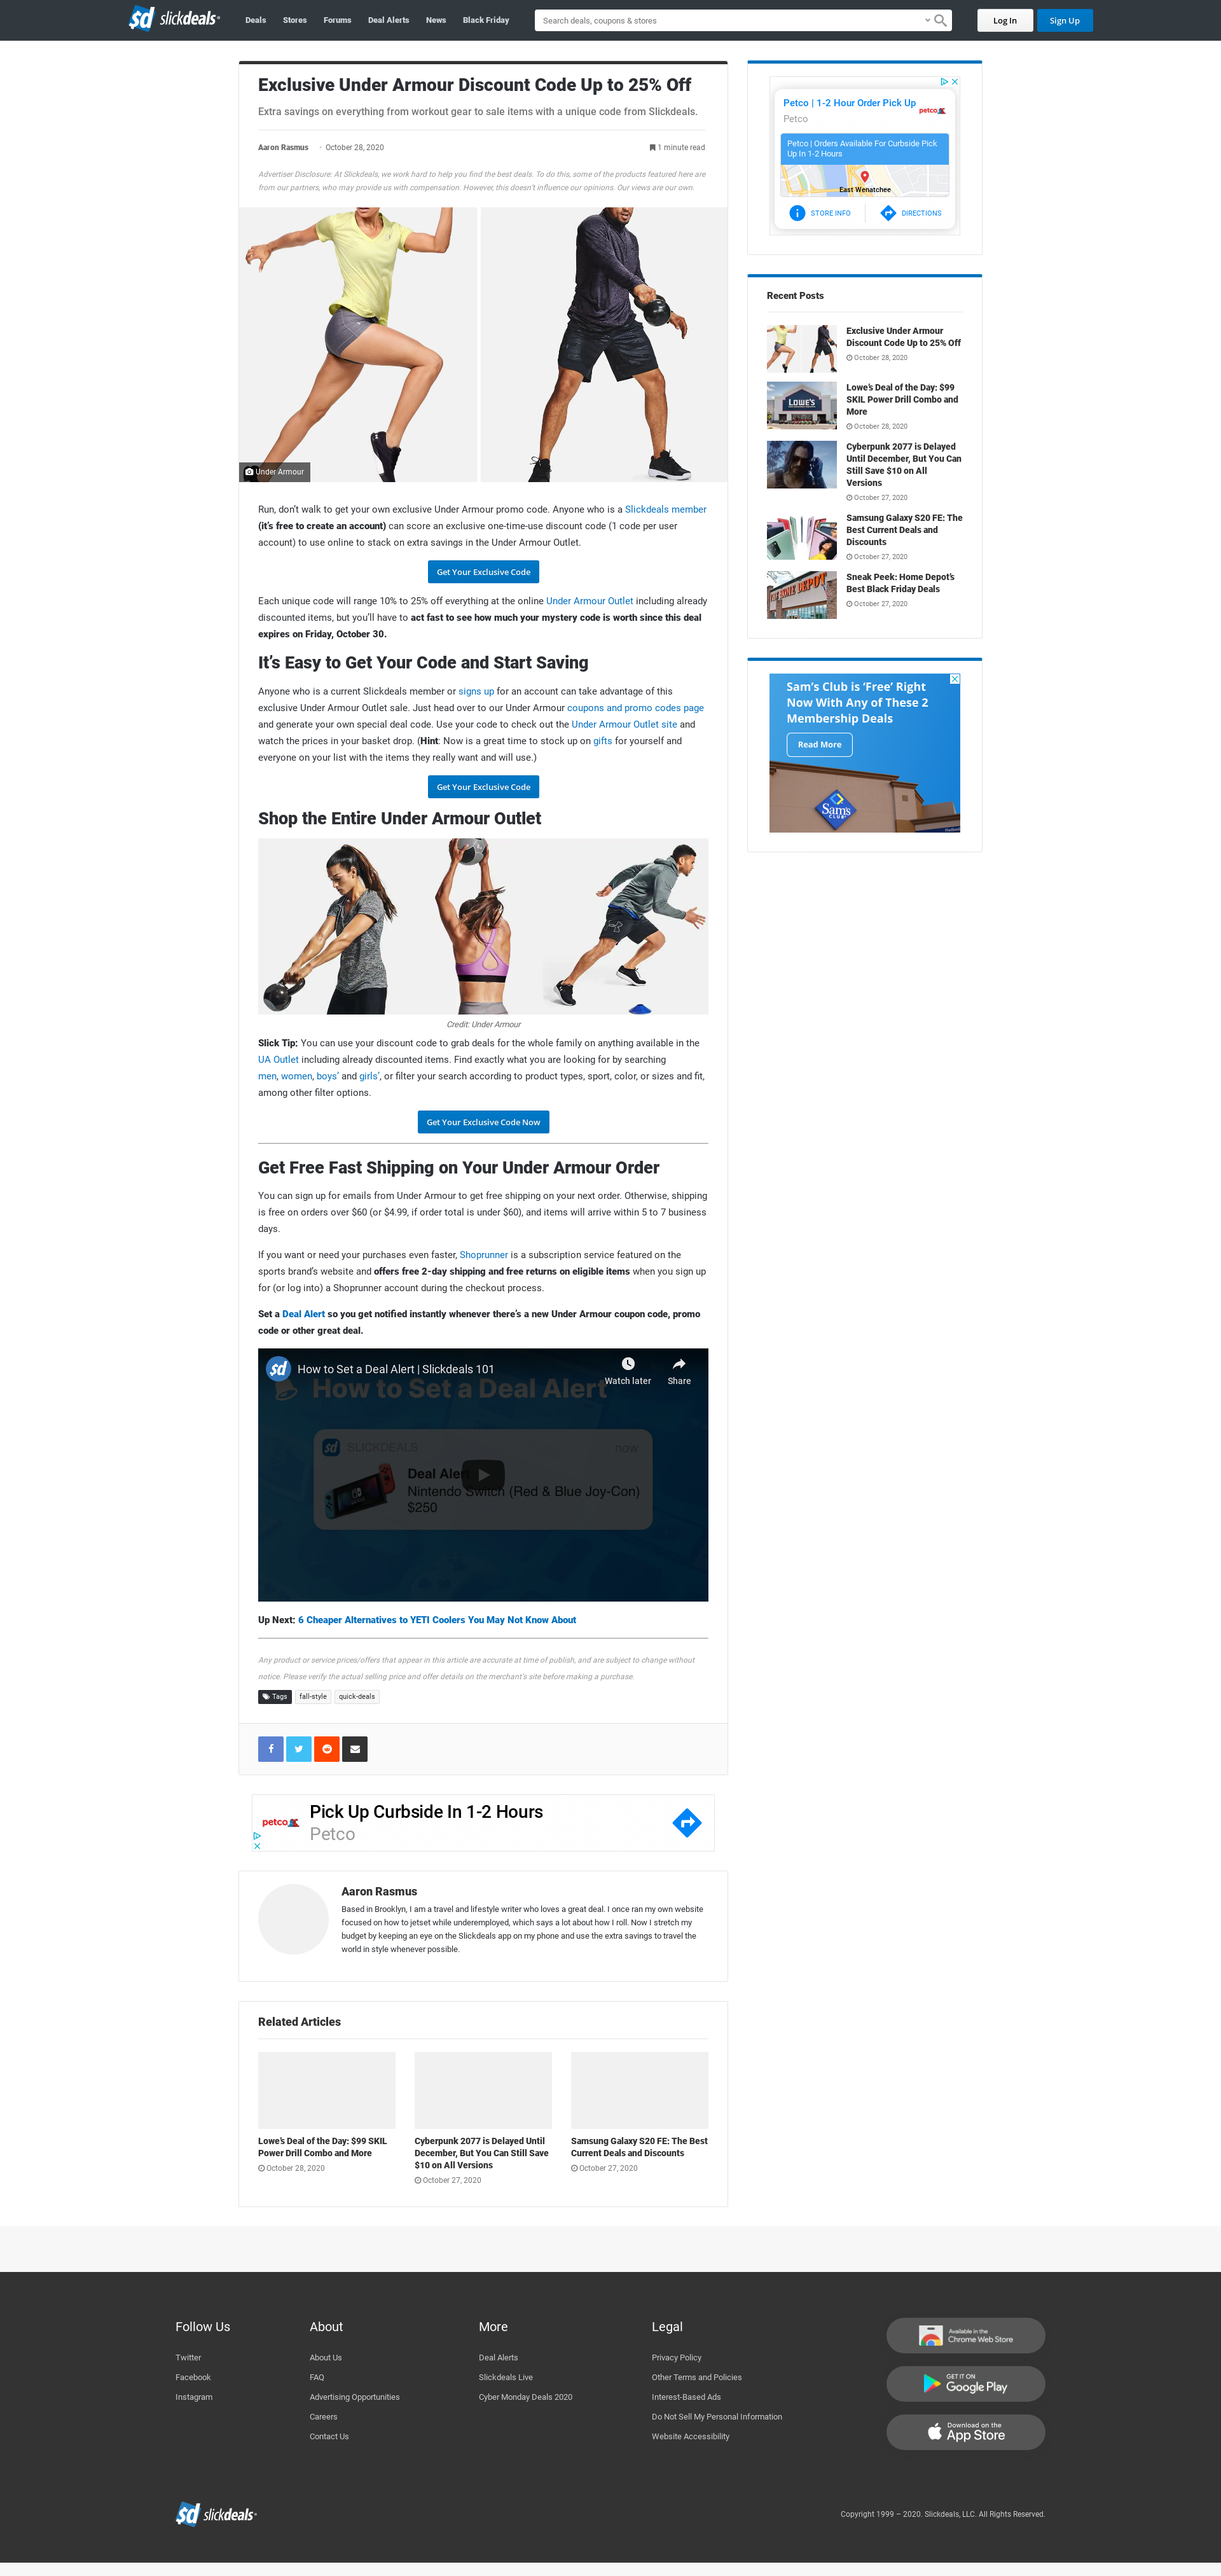 sd slickdeals
Deals Stores Forums Deal Alerts News Black Friday
Search deals, coupons & stores
Log In
Sign Up
Exclusive Under Armour Discount Code Up to 25% Off
Extra savings on everything from workout gear to sale items with a unique code from Slickdeals.
Aaron Rasmus · October 28, 2020
1 minute read
Advertiser Disclosure: At Slickdeals, we work hard to help you find the best deals. To do this, some of the products featured here are
from our partners, who may provide us with compensation. However, this doesn't influence our opinions. Our views are our own.
Under Armour
Run, don't walk to get your own exclusive Under Armour promo code. Anyone who is a Slickdeals member
(it's free to create an account) can score an exclusive one-time-use discount code (1 code per user
account) to use online to stack on extra savings in the Under Armour Outlet.
Get Your Exclusive Code
Each unique code will range 10% to 25% off everything at the online Under Armour Outlet including already
discounted items, but you'll have to act fast to see how much your mystery code is worth since this deal
expires on Friday, October 30.
It's Easy to Get Your Code and Start Saving
Anyone who is a current Slickdeals member or signs up for an account can take advantage of this
exclusive Under Armour Outlet sale. Just head over to our Under Armour coupons and promo codes page
and generate your own special deal code. Use your code to check out the Under Armour Outlet site and
watch the prices in your basket drop. (Hint: Now is a great time to stock up on gifts for yourself and
everyone on your list with the items they really want and will use.)
Get Your Exclusive Code
Shop the Entire Under Armour Outlet
Credit: Under Armour
Slick Tip: You can use your discount code to grab deals for the whole family on anything available in the
UA Outlet including already discounted items. Find exactly what you are looking for by searching
men, women, boys' and girls', or filter your search according to product types, sport, color, or sizes and fit,
among other filter options.
Get Your Exclusive Code Now
Get Free Fast Shipping on Your Under Armour Order
You can sign up for emails from Under Armour to get free shipping on your next order. Otherwise, shipping
is free on orders over $60 (or $4.99, if order total is under $60), and items will arrive within 5 to 7 business
days.
If you want or need your purchases even faster, Shoprunner is a subscription service featured on the
sports brand's website and offers free 2-day shipping and free returns on eligible items when you sign up
for (or log into) a Shoprunner account during the checkout process.
Set a Deal Alert so you get notified instantly whenever there's a new Under Armour coupon code, promo
code or other great deal.
sd How to Set a Deal Alert | Slickdeals 101
Watch later
Share
How to Set a Deal Alert
SLICKDEALS
now
Deal Alert
Nintendo Switch (Red & Blue Joy-Con)
$250
Up Next: 6 Cheaper Alternatives to YETI Coolers You May Not Know About
Any product or service prices/offers that appear in this article are accurate at time of publish, and are subject to change without
notice. Please verify the actual selling price and offer details on the merchant's site before making a purchase.
Tags fall-style quick-deals
petco
Pick Up Curbside In 1-2 Hours
Petco
Aaron Rasmus
Based in Brooklyn, I am a travel and lifestyle writer who loves a great deal. I once ran my own website
focused on how to jetset while underemployed, which says a lot about how I roll. Now I stretch my
budget by keeping an eye on the Slickdeals app on my phone and use the extra savings to travel the
world in style whenever possible.
Related Articles
Lowe's Deal of the Day: $99 SKIL
Power Drill Combo and More
October 28, 2020
Cyberpunk 2077 is Delayed Until
December, But You Can Still Save
$10 on All Versions
October 27, 2020
Samsung Galaxy S20 FE: The Best
Current Deals and Discounts
October 27, 2020
Petco | 1-2 Hour Order Pick Up
Petco
petco
Petco | Orders Available For Curbside Pick
Up In 1-2 Hours
East Wenatchee
STORE INFO
DIRECTIONS
Recent Posts
Exclusive Under Armour
Discount Code Up to 25% Off
October 28, 2020
LOWE'S
Lowe's Deal of the Day: $99
SKIL Power Drill Combo and
More
October 28, 2020
Cyberpunk 2077 is Delayed
Until December, But You Can
Still Save $10 on All
Versions
October 27, 2020
Samsung Galaxy S20 FE: The
Best Current Deals and
Discounts
October 27, 2020
THE HOME DEPOT
Sneak Peek: Home Depot's
Best Black Friday Deals
October 27, 2020
Sam's Club is 'Free' Right
Now With Any of These 2
Membership Deals
Read More
Sam's
CLUB
Follow Us
Twitter
Facebook
Instagram
About
About Us
FAQ
Advertising Opportunities
Careers
Contact Us
More
Deal Alerts
Slickdeals Live
Cyber Monday Deals 2020
Legal
Privacy Policy
Other Terms and Policies
Interest-Based Ads
Do Not Sell My Personal Information
Website Accessibility
Available in the
Chrome Web Store
GET IT ON
Google Play
Download on the
App Store
sd slickdeals
Copyright 1999 – 2020. Slickdeals, LLC. All Rights Reserved.